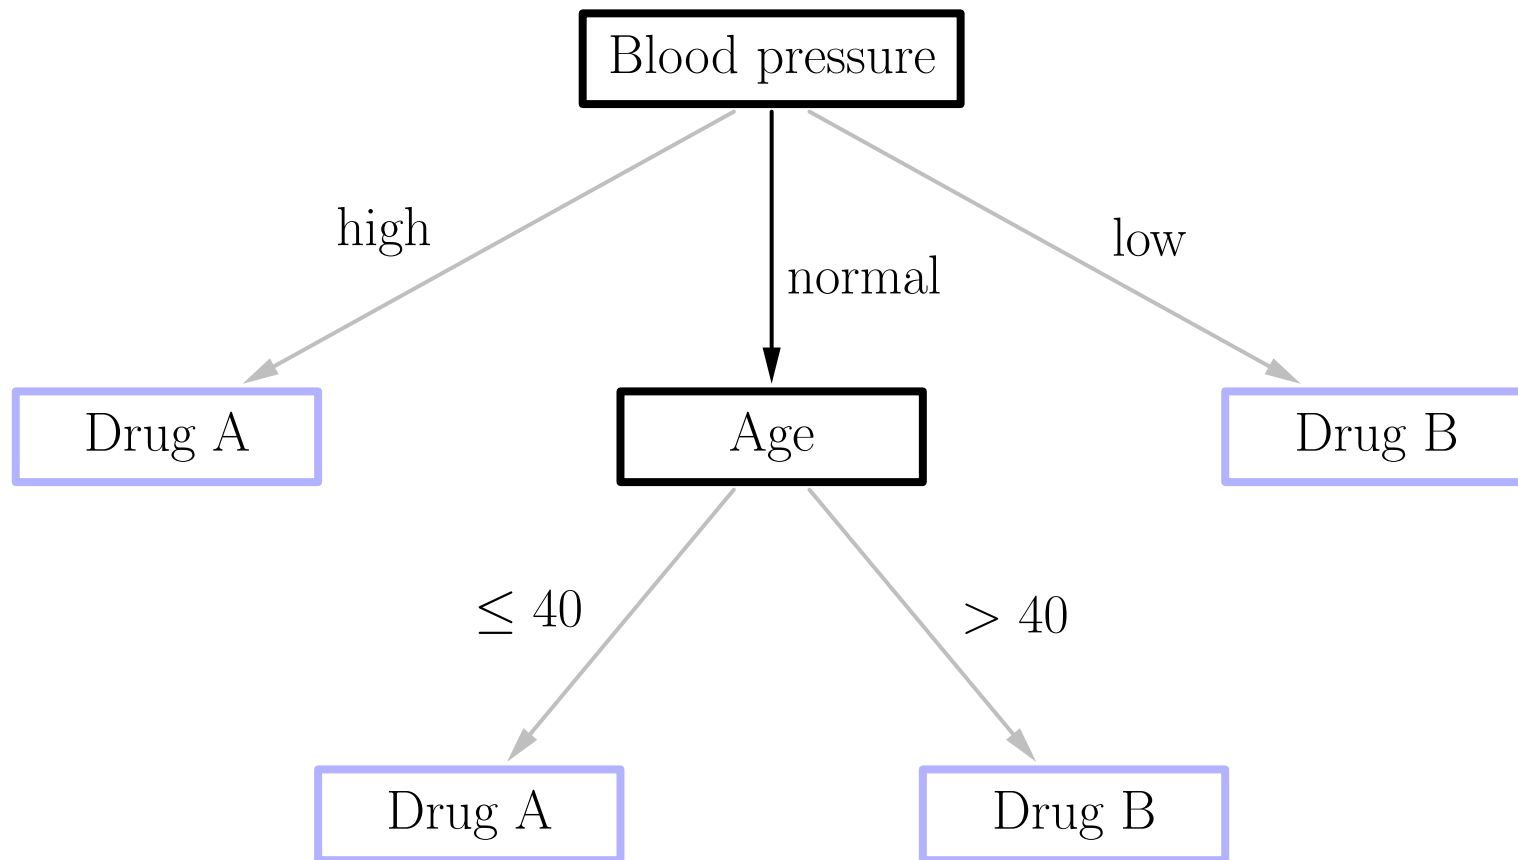 Blood pressure
high
low
normal
Drug A
Age
Drug B
≤ 40
> 40
Drug A
Drug B